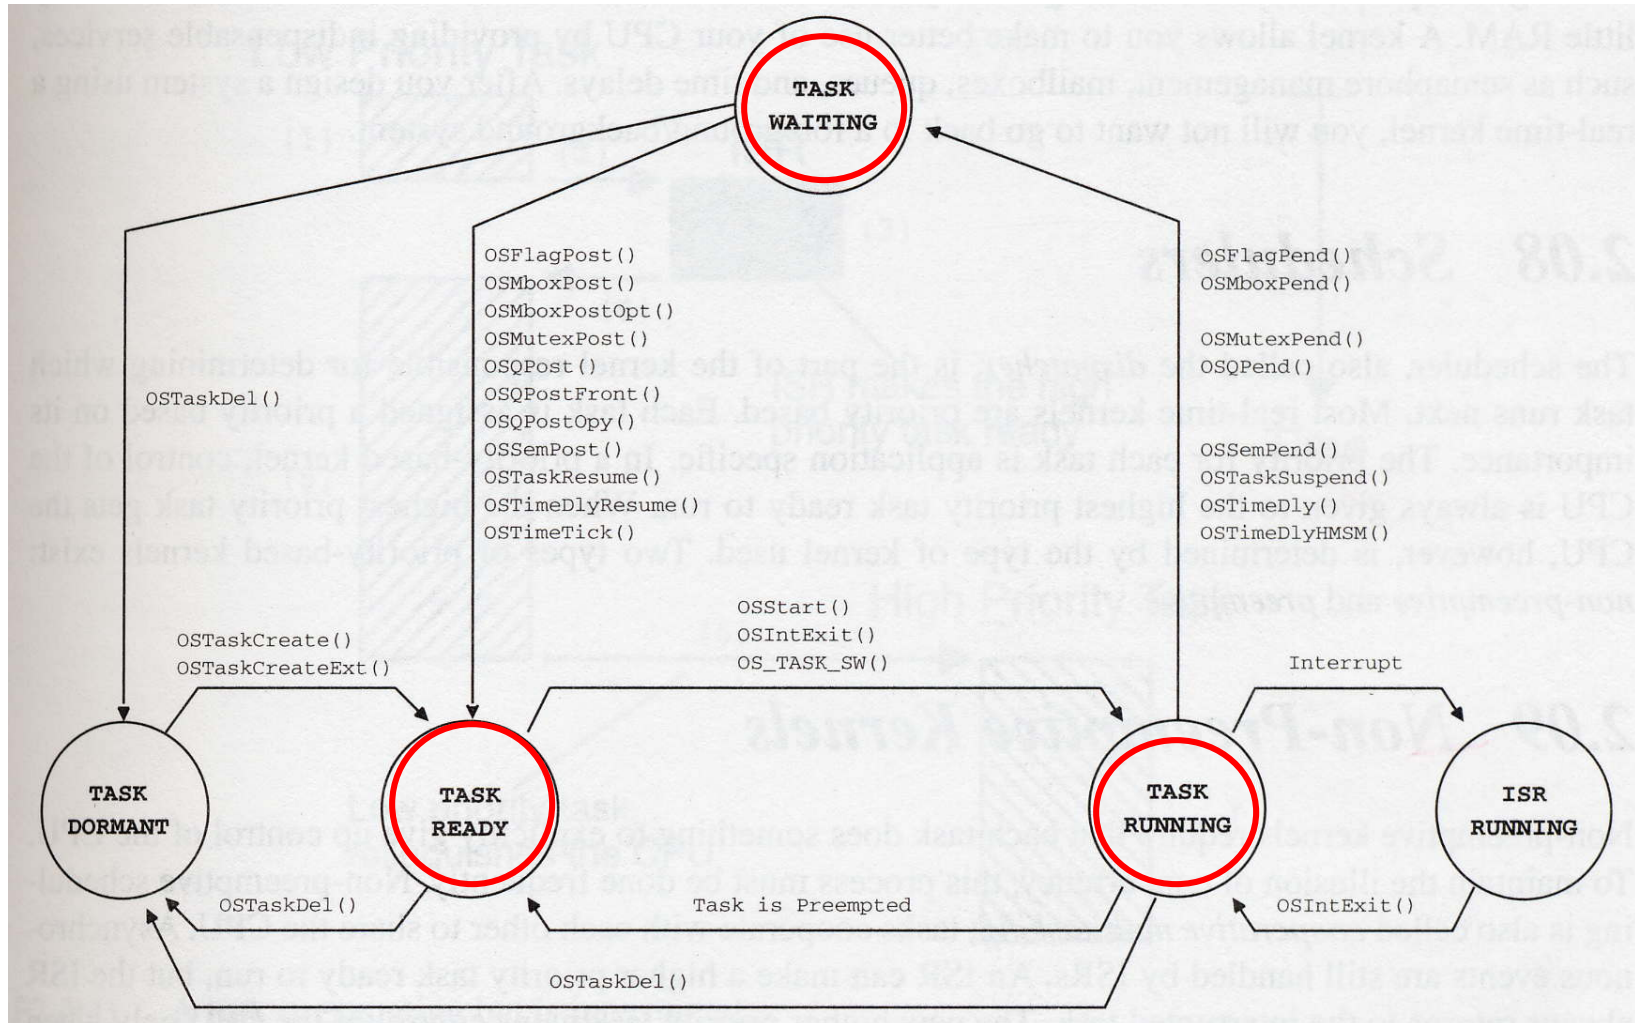 TASK
WAITING
OSFlagPost()
OSMboxPost()
OSMboxPostOpt()
OSMutexPost()
OSQPost()
OSQPostFront()
OSQPostOpy()
OSSemPost()
OSTaskResume()
OSTimeDlyResume()
OSTimeTick()
OSFlagPend()
OSMboxPend()
OSMutexPend()
OSQPend()
OSSemPend()
OSTaskSuspend()
OSTimeDly()
OSTimeDlyHMSM()
OSTaskDel()
OSTaskCreate()
OSTaskCreateExt()
OSStart()
OSIntExit()
OS_TASK_SW()
Interrupt
TASK
DORMANT
TASK
READY
TASK
RUNNING
ISR
RUNNING
OSTaskDel()
Task is Preempted
OSIntExit()
OSTaskDel()